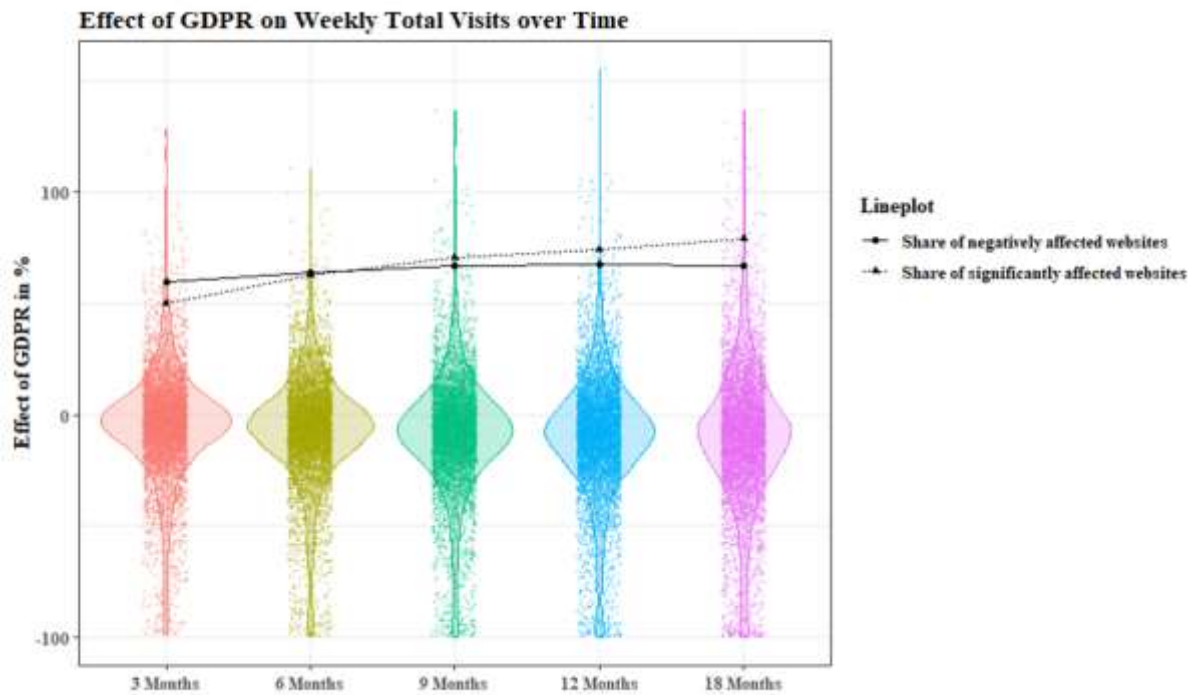 Effect of GDPR on Weekly Total Visits over Time
Effect of GDPR in %
100
0
-100
3 Months
6 Months
9 Months
12 Months
18 Months
Lineplot
Share of negatively affected websites
Share of significantly affected websites